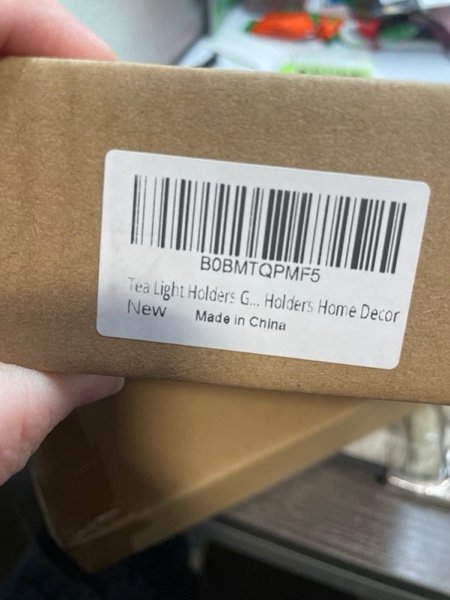 B0BMTQPMF5
Tea Light Holders G... Holders Home Decor
New
Made in China